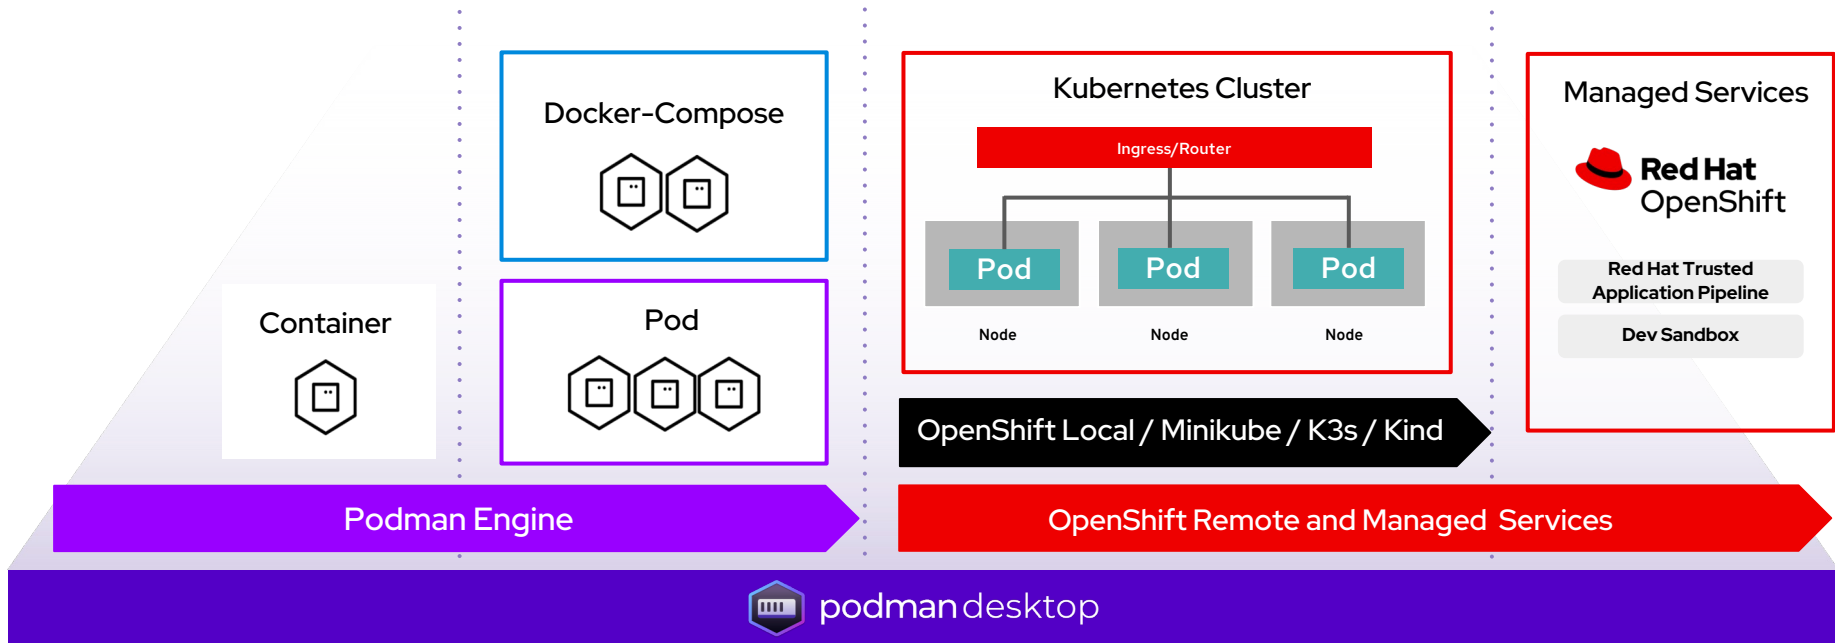 Container
Docker-Compose
Pod
Kubernetes Cluster
Ingress/Router
Pod
Pod
Pod
Node
Node
Node
OpenShift Local / Minikube / K3s / Kind
Managed Services
Red Hat
OpenShift
Red Hat Trusted
Application Pipeline
Dev Sandbox
Podman Engine
OpenShift Remote and Managed Services
podman desktop